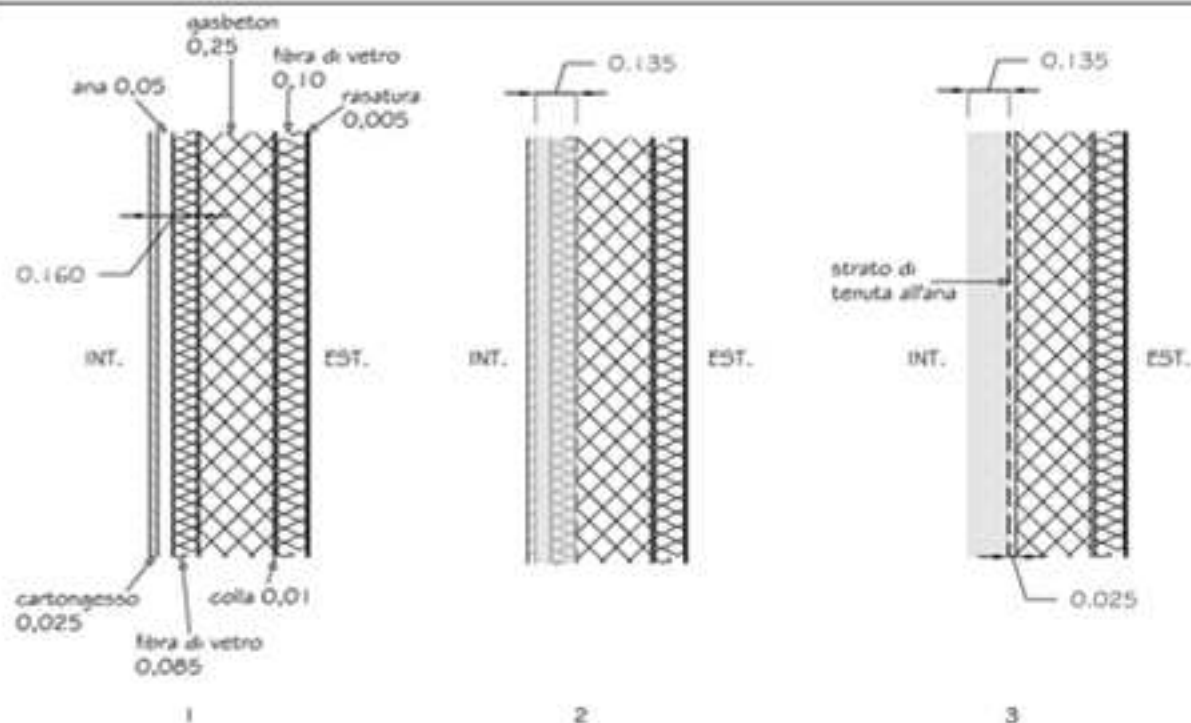 gasbeton
0,25
fibra di vetro
0,10
aria 0,05
rasatura
0,005
0.160
INT.
EST.
cartongesso
0,025
colla 0,01
fibra di vetro
0,085
1
0.135
INT.
EST.
2
0.135
strato di
tenuta all'aria
INT.
EST.
0.025
3